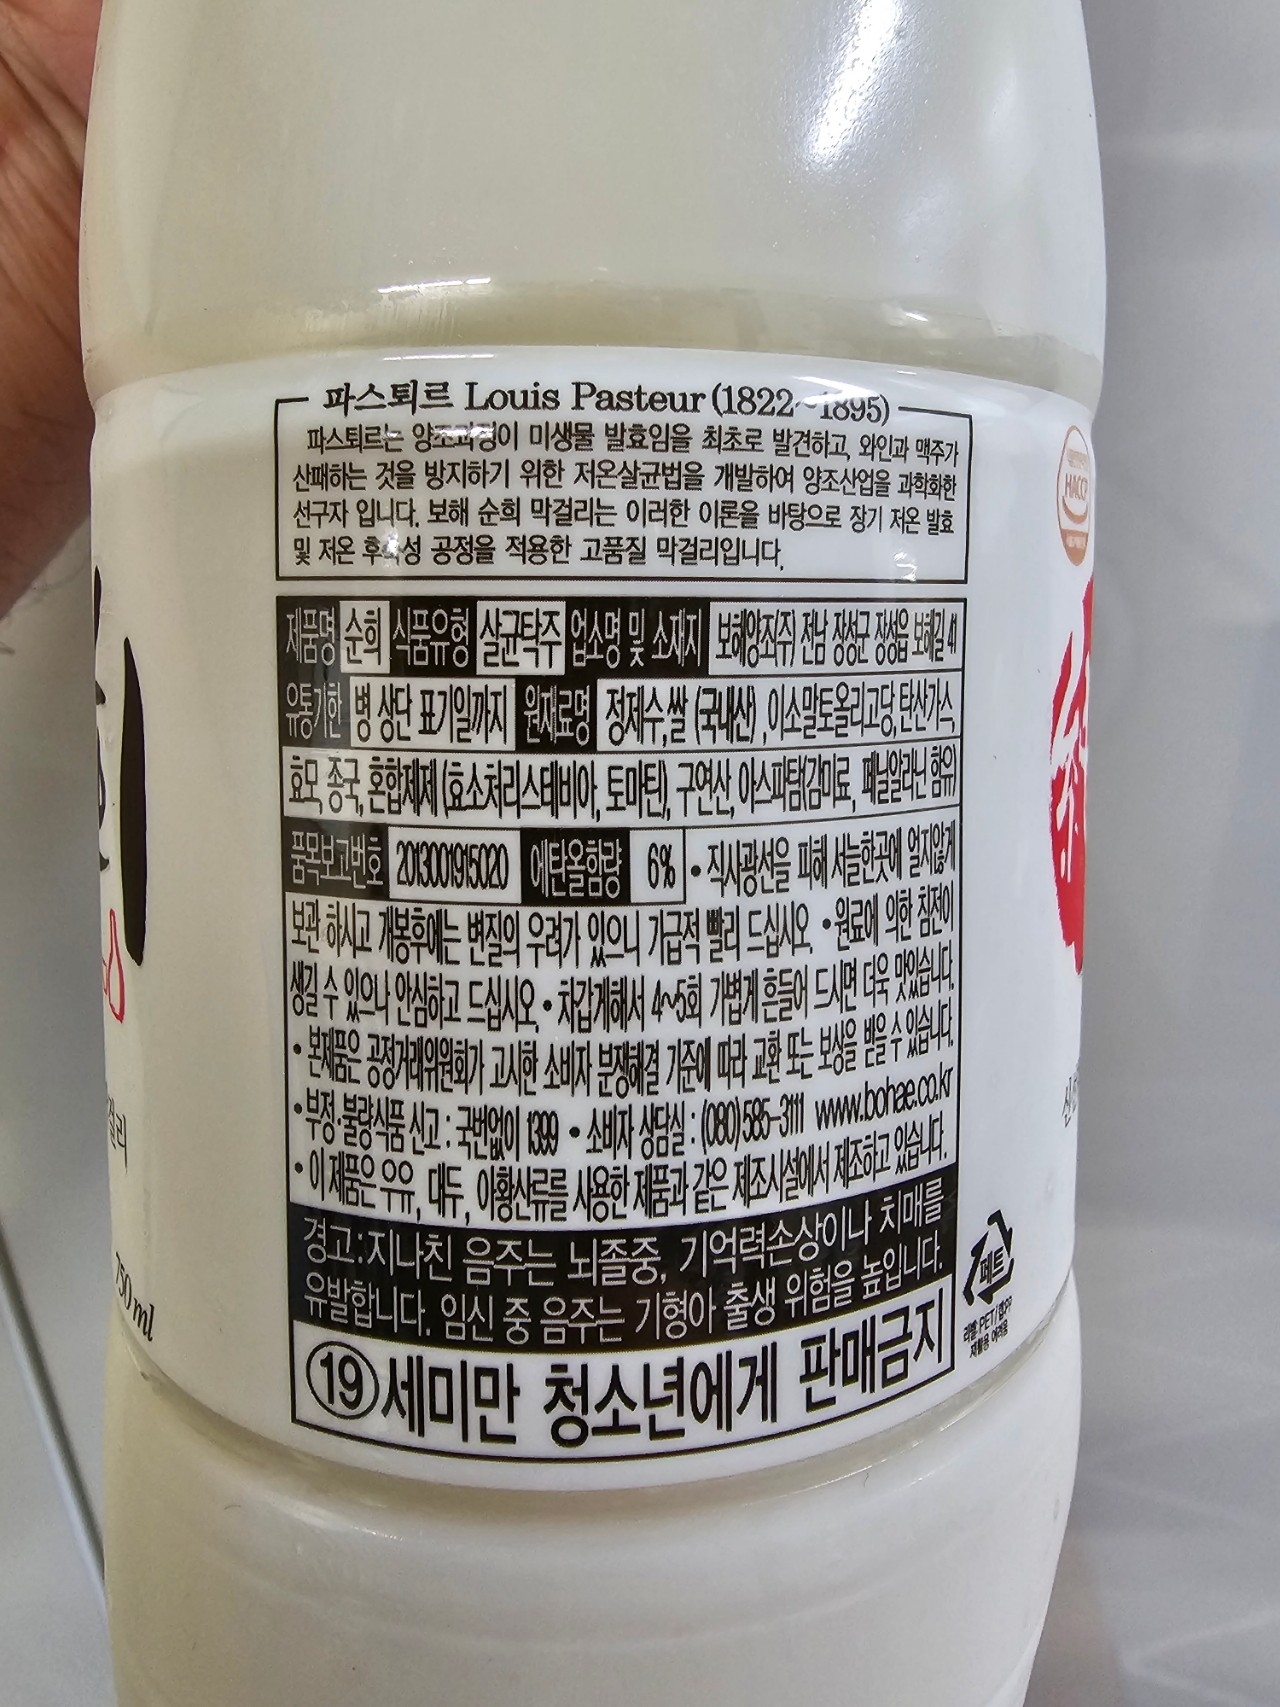 파스퇴르 Louis Pasteur (1822~1895)
파스퇴르는 양조과정이 미생물 발효임을 최초로 발견하고, 와인과 맥주가
산패하는 것을 방지하기 위한 저온살균법을 개발하여 양조산업을 과학화한
선구자 입니다. 보해 순희 막걸리는 이러한 이론을 바탕으로 장기 저온 발효
및 저온 후숙성 공정을 적용한 고품질 막걸리입니다.
HACCP
제품명 순희 식품유형 살균탁주 업소명 및 소재지 보해양조(주) 전남 장성군 장성읍 보해길 41
유통기한 병 상단 표기일까지 원재료명 정제수, 쌀 (국내산), 이소말토올리고당, 탄산가스,
효모, 종국, 혼합제제 (효소처리스테비아, 토마틴), 구연산, 아스파탐(감미료, 페닐알라닌 함유)
품목보고번호 2013001915020 에탄올함량 6% • 직사광선을 피해 서늘한곳에 얼지않게
보관 하시고 개봉후에는 변질의 우려가 있으니 가급적 빨리 드십시오. • 원료에 의한 침전이
생길 수 있으나 안심하고 드십시오. • 차갑게해서 4~5회 가볍게 흔들어 드시면 더욱 맛있습니다.
• 본제품은 공정거래위원회가 고시한 소비자 분쟁해결 기준에 따라 교환 또는 보상을 받을 수 있습니다.
• 부정·불량식품 신고 : 국번없이 1399 • 소비자 상담실 : (080)585-3111 www.bohae.co.kr
• 이 제품은 우유, 대두, 이황산류를 사용한 제품과 같은 제조시설에서 제조하고 있습니다.
경고:지나친 음주는 뇌졸중, 기억력손상이나 치매를
유발합니다. 임신 중 음주는 기형아 출생 위험을 높입니다.
⑲세미만 청소년에게 판매금지
페트
라벨:PET/캡:PP
재활용 어려움
걸리
750ml